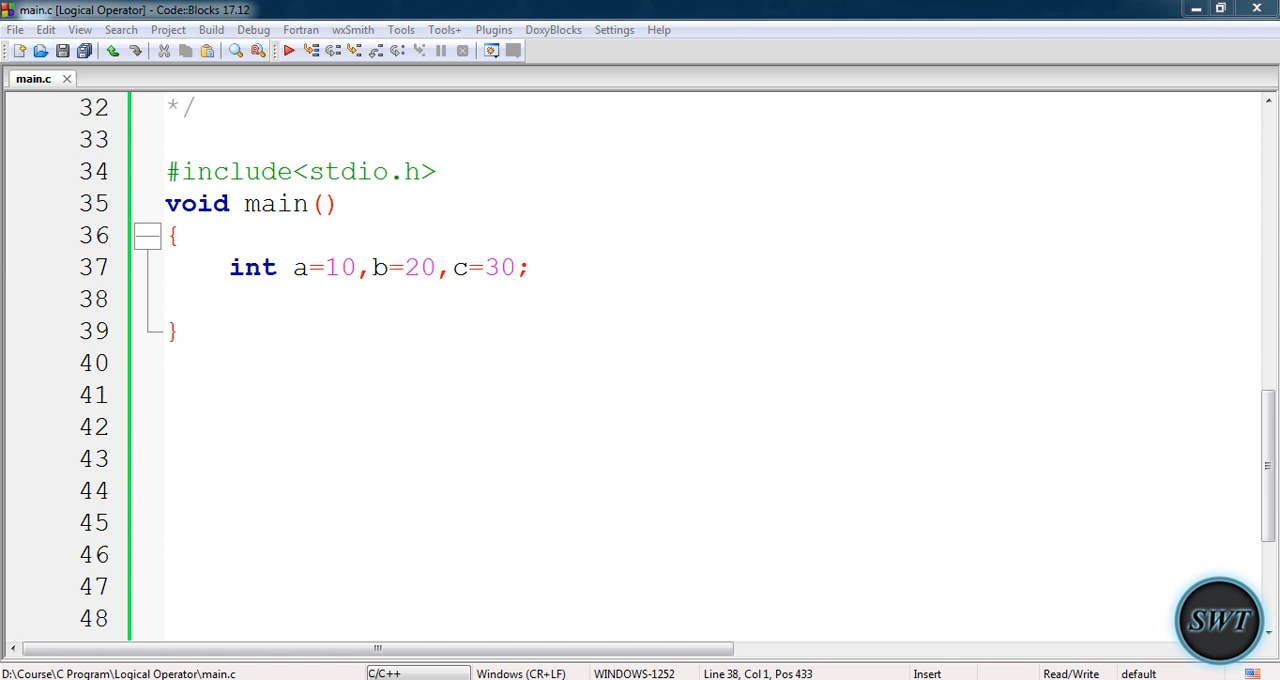 main.c [Logical Operator] - Code::Blocks 17.12
File Edit View Search Project Build Debug Fortran wxSmith Tools Tools+ Plugins DoxyBlocks Settings Help
main.c
32 */
33
34 #include<stdio.h>
35 void main()
36 {
37 int a=10,b=20,c=30;
38
39 }
40
41
42
43
44
45
46
47
48
SWT
D:\Course\C Program\Logical Operator\main.c C/C++ Windows (CR+LF) WINDOWS-1252 Line 38, Col 1, Pos 433 Insert Read/Write default